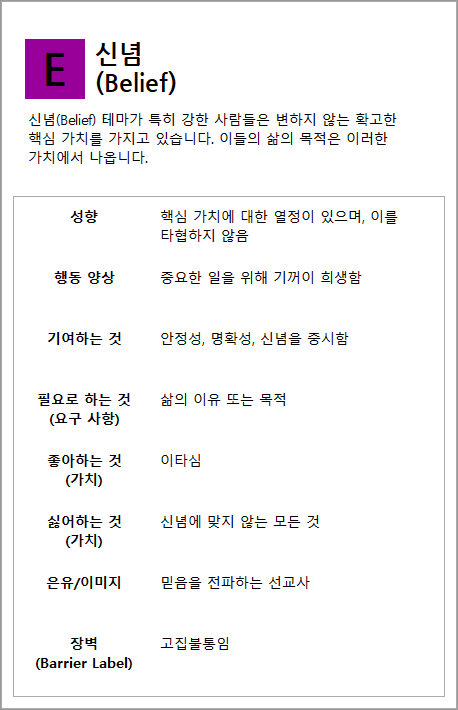 E
신념
(Belief)
신념(Belief) 테마가 특히 강한 사람들은 변하지 않는 확고한
핵심 가치를 가지고 있습니다. 이들의 삶의 목적은 이러한
가치에서 나옵니다.
성향
핵심 가치에 대한 열정이 있으며, 이를
타협하지 않음
행동 양상
중요한 일을 위해 기꺼이 희생함
기여하는 것
안정성, 명확성, 신념을 중시함
필요로 하는 것
(요구 사항)
삶의 이유 또는 목적
좋아하는 것
(가치)
이타심
싫어하는 것
(가치)
신념에 맞지 않는 모든 것
은유/이미지
믿음을 전파하는 선교사
장벽
(Barrier Label)
고집불통임